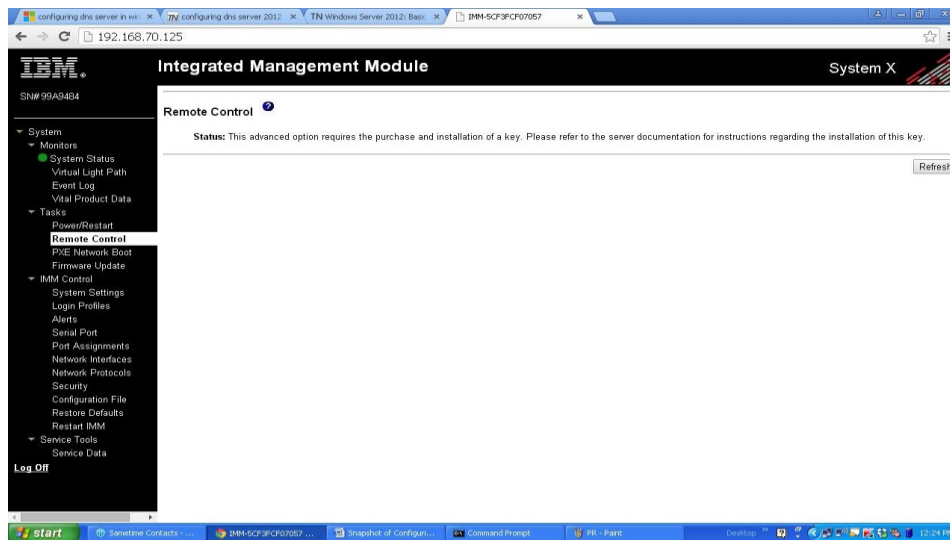 configuring dns server in win
configuring dns server 2012
TN Windows Server 2012: Basic
IMM-5CF3FCF07057
192.168.70.125
IBM.
Integrated Management Module
System X
SN# 99A9484
System
Monitors
System Status
Virtual Light Path
Event Log
Vital Product Data
Tasks
Power/Restart
Remote Control
PXE Network Boot
Firmware Update
IMM Control
System Settings
Login Profiles
Alerts
Serial Port
Port Assignments
Network Interfaces
Network Protocols
Security
Configuration File
Restore Defaults
Restart IMM
Service Tools
Service Data
Log Off
Remote Control ?
Status: This advanced option requires the purchase and installation of a key. Please refer to the server documentation for instructions regarding the installation of this key.
Refresh
start
Sametime Contacts - ...
IMM-5CF3FCF07057 ...
Snapshot of Configuri...
Command Prompt
PR - Paint
Desktop
12:24 PM